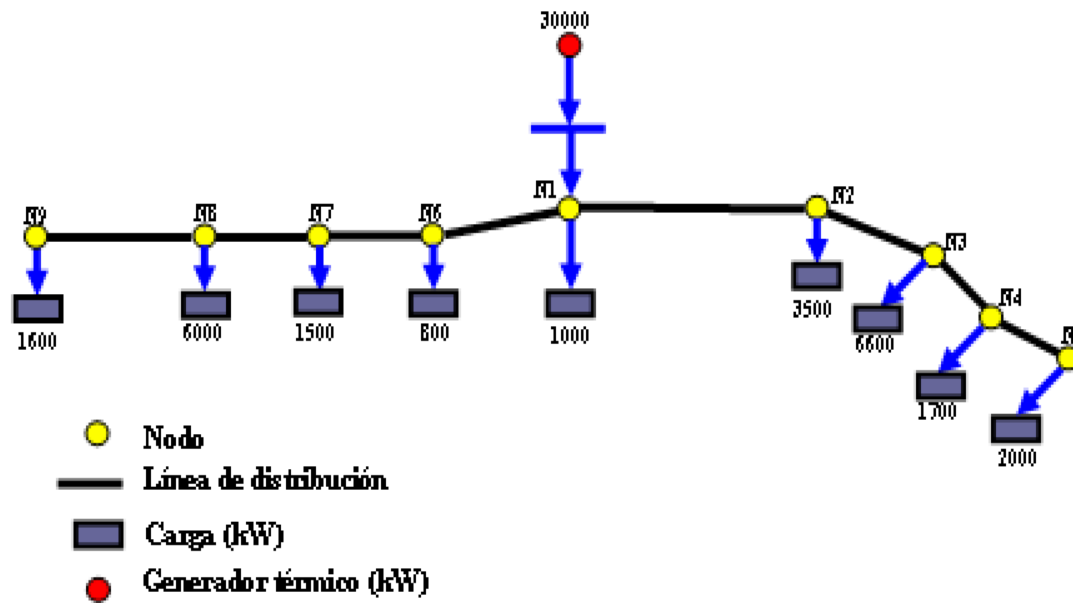 30000
N1
N2
N9
N8
N7
N6
N3
N4
1600
6000
1500
800
1000
3500
6600
1700
2000
Nodo
Línea de distribución
Carga (kW)
Generador térmico (kW)